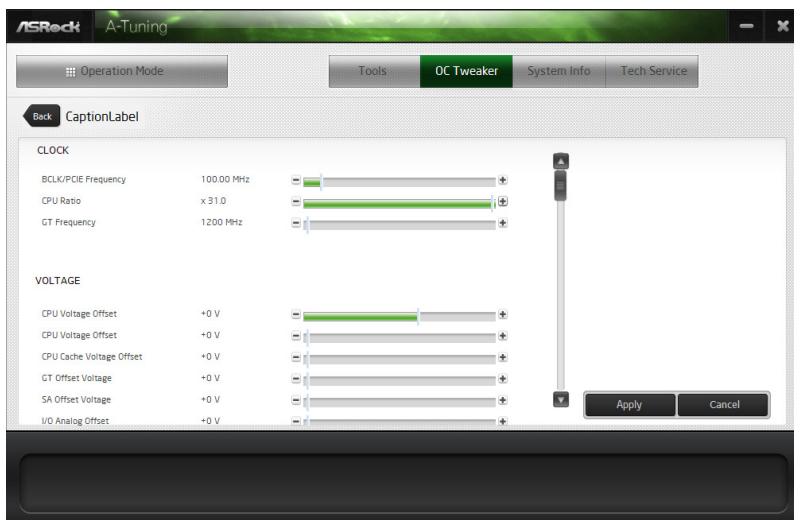 ASRock A-Tuning
Operation Mode Tools OC Tweaker System Info Tech Service
Back CaptionLabel
CLOCK
BCLK/PCIE Frequency 100.00 MHz
CPU Ratio x 31.0
GT Frequency 1200 MHz
VOLTAGE
CPU Voltage Offset +0 V
CPU Voltage Offset +0 V
CPU Cache Voltage Offset +0 V
GT Offset Voltage +0 V
SA Offset Voltage +0 V
I/O Analog Offset +0 V
Apply Cancel